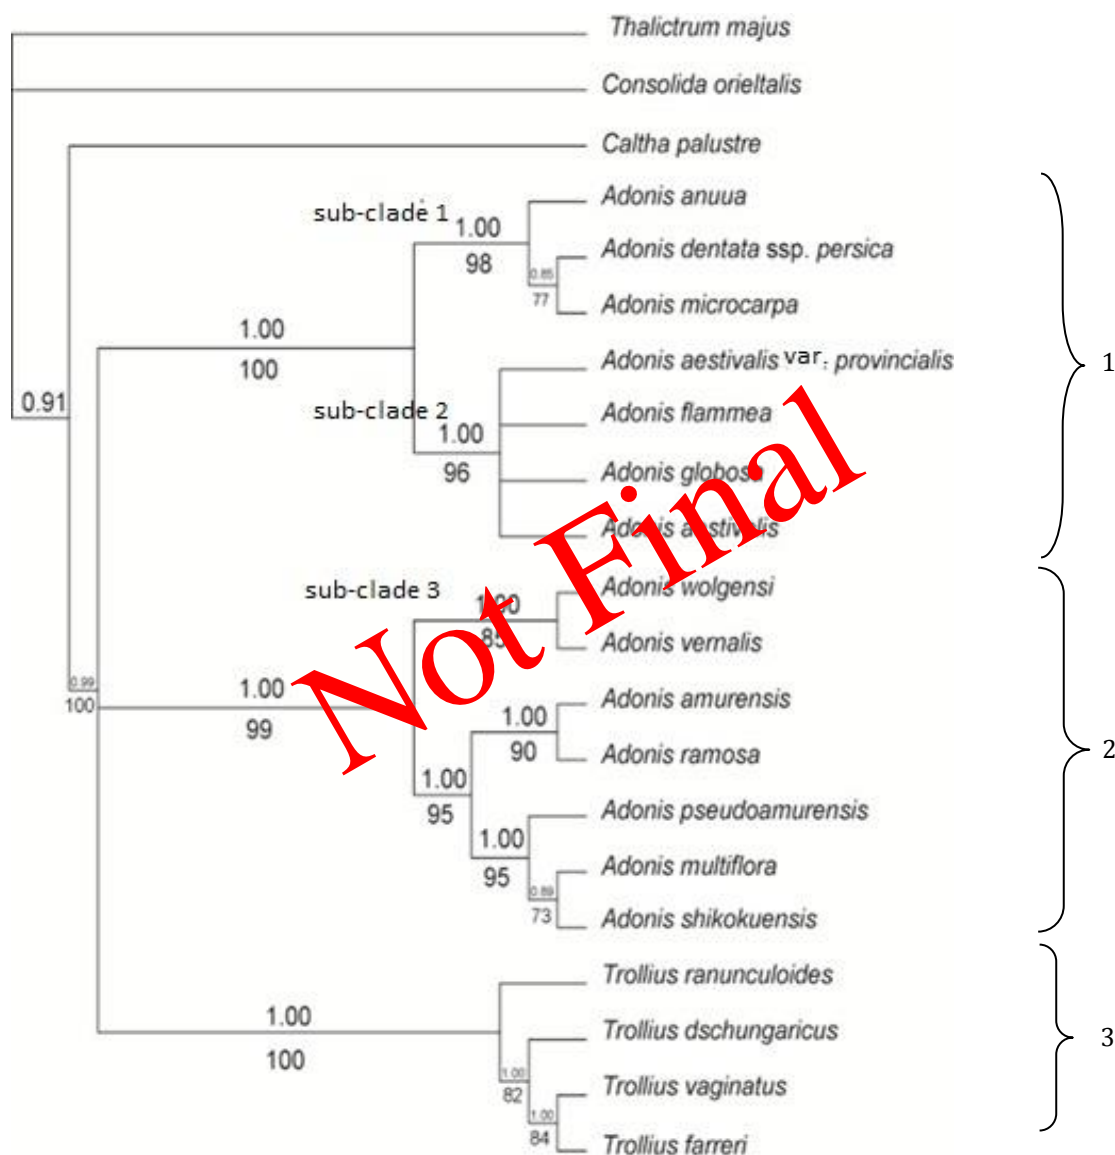 Thalictrum majus
Consolida orieltalis
Caltha palustre
Adonis anuua
sub-clade 1
1.00
98
Adonis dentata ssp. persica
0.85
77
Adonis microcarpa
1.00
100
Adonis aestivalis var. provincialis
1
0.91
sub-clade 2
Adonis flammea
1.00
96
Adonis globosa
Adonis aestivalis
Not Final
sub-clade 3
Adonis wolgensi
1.00
85
Adonis vernalis
0.99
100
1.00
99
Adonis amurensis
1.00
90
Adonis ramosa
2
1.00
95
Adonis pseudoamurensis
1.00
95
Adonis multiflora
0.89
73
Adonis shikokuensis
Trollius ranunculoides
1.00
100
Trollius dschungaricus
3
1.00
82
Trollius vaginatus
1.00
84
Trollius farreri